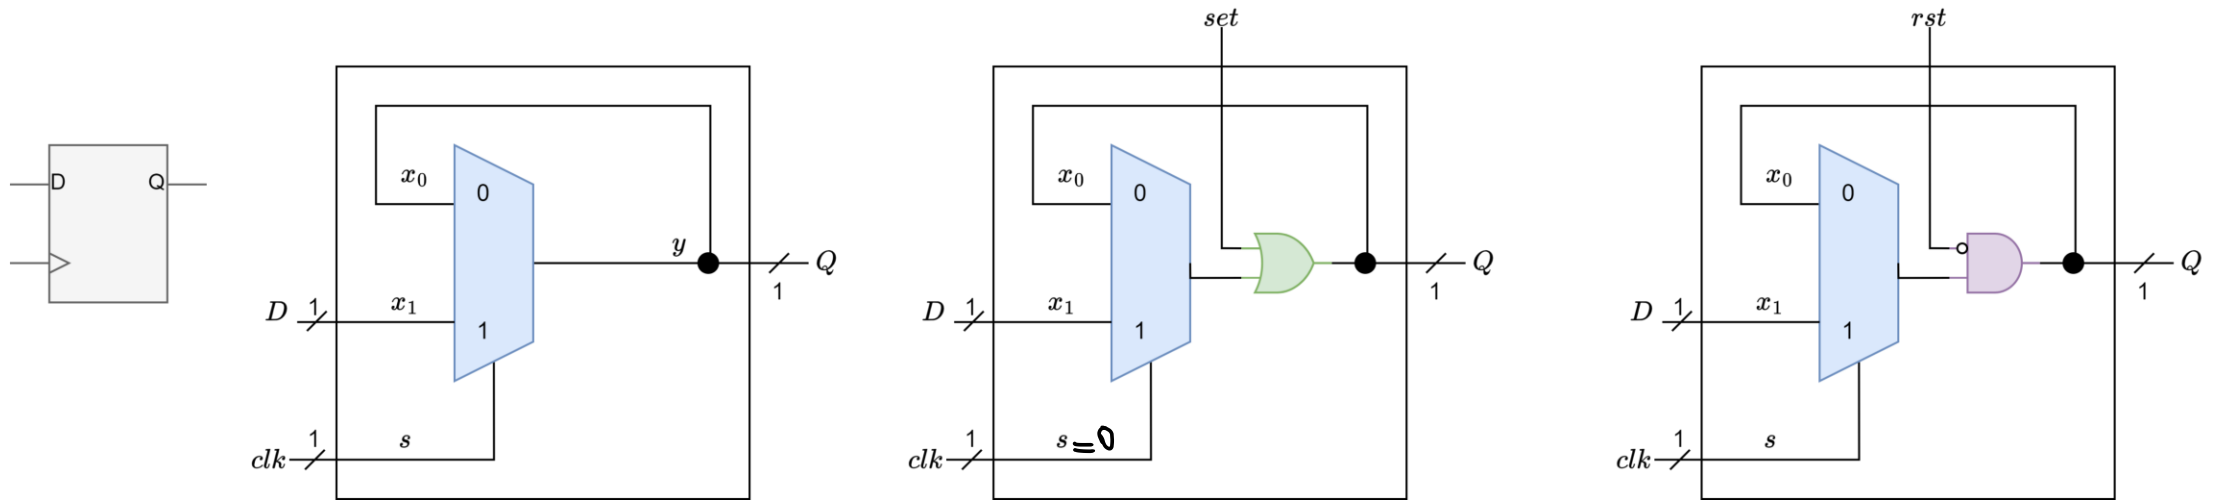 D Q
x₀ 0
y
Q
1
D 1 x₁ 1
clk 1 s
set
x₀ 0
Q
1
D 1 x₁ 1
clk 1 s =0
rst
x₀ 0
Q
1
D 1 x₁ 1
clk 1 s